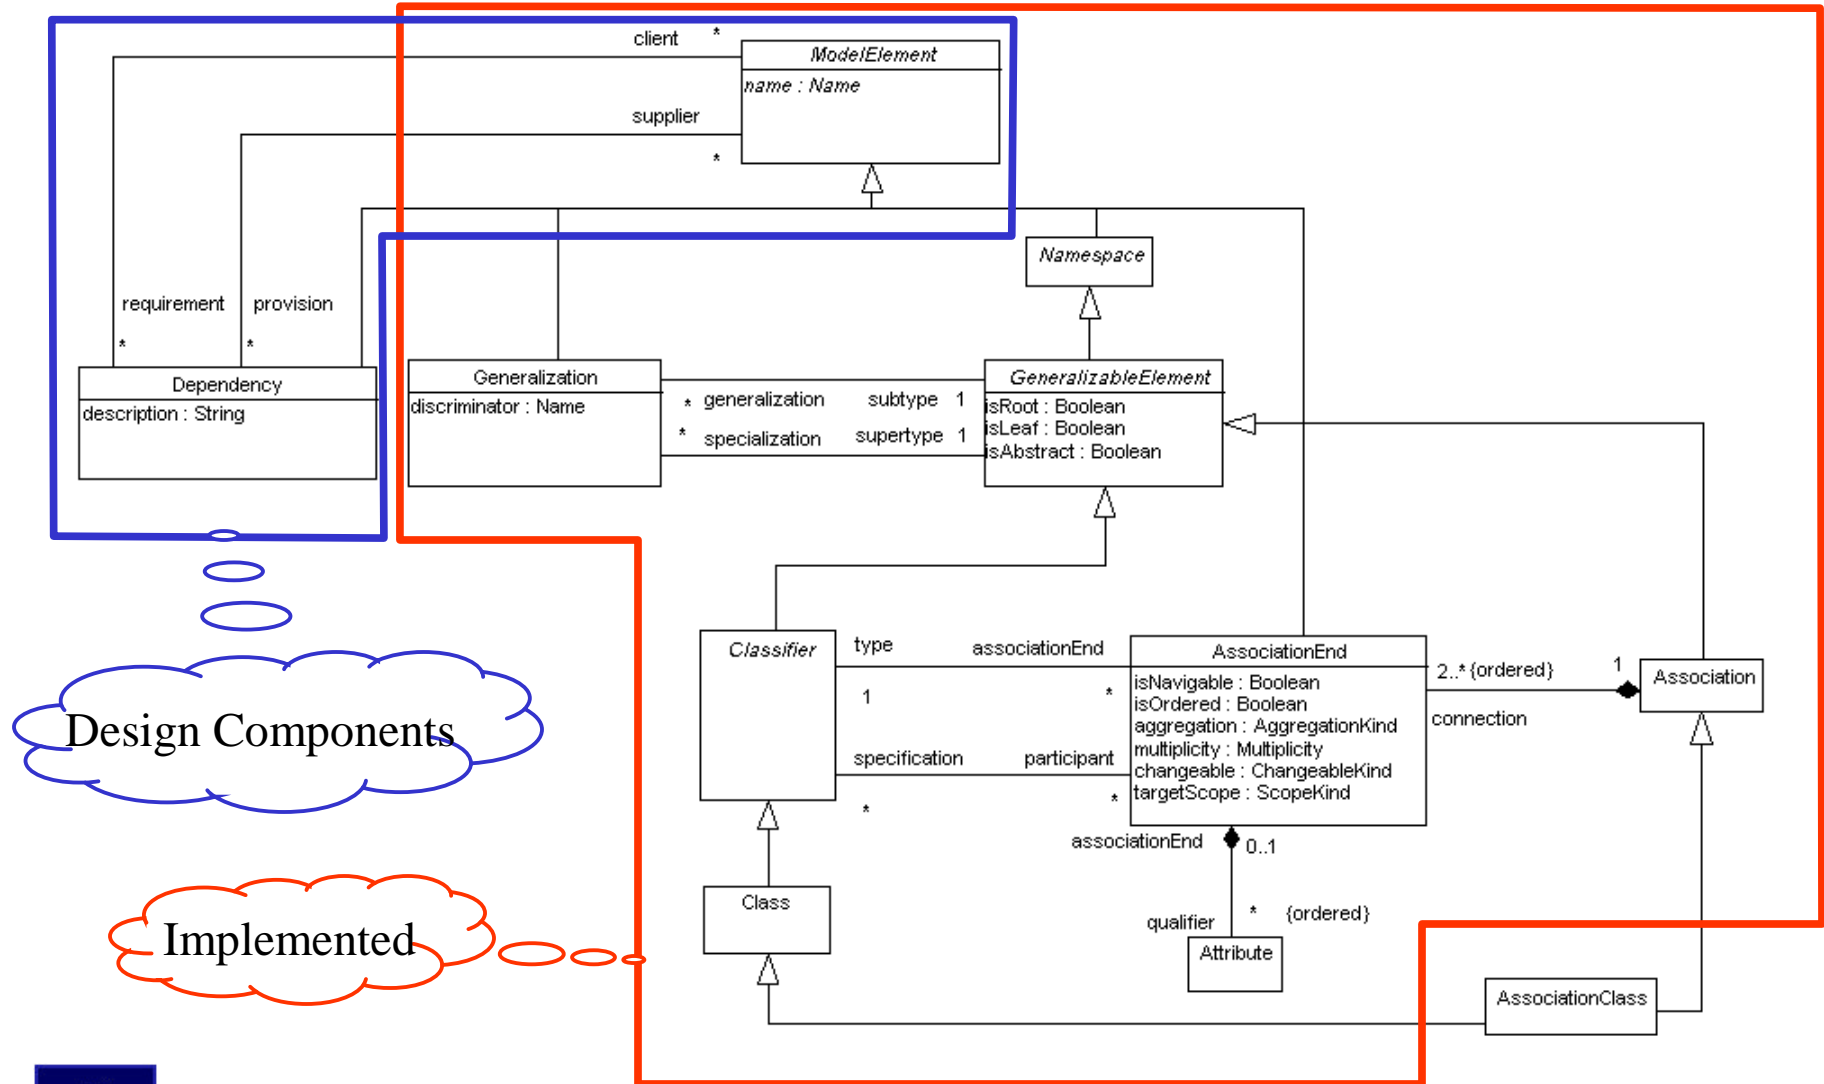 client *
ModelElement
name : Name
supplier
*
Namespace
requirement provision
* *
Dependency
description : String
Generalization
discriminator : Name
* generalization subtype 1
* specialization supertype 1
GeneralizableElement
isRoot : Boolean
isLeaf : Boolean
isAbstract : Boolean
Classifier
type associationEnd
1 *
specification participant
* *
AssociationEnd
isNavigable : Boolean
isOrdered : Boolean
aggregation : AggregationKind
multiplicity : Multiplicity
changeable : ChangeableKind
targetScope : ScopeKind
2..* {ordered} 1
connection
Association
Design Components
associationEnd 0..1
Class
qualifier * {ordered}
Attribute
Implemented
AssociationClass